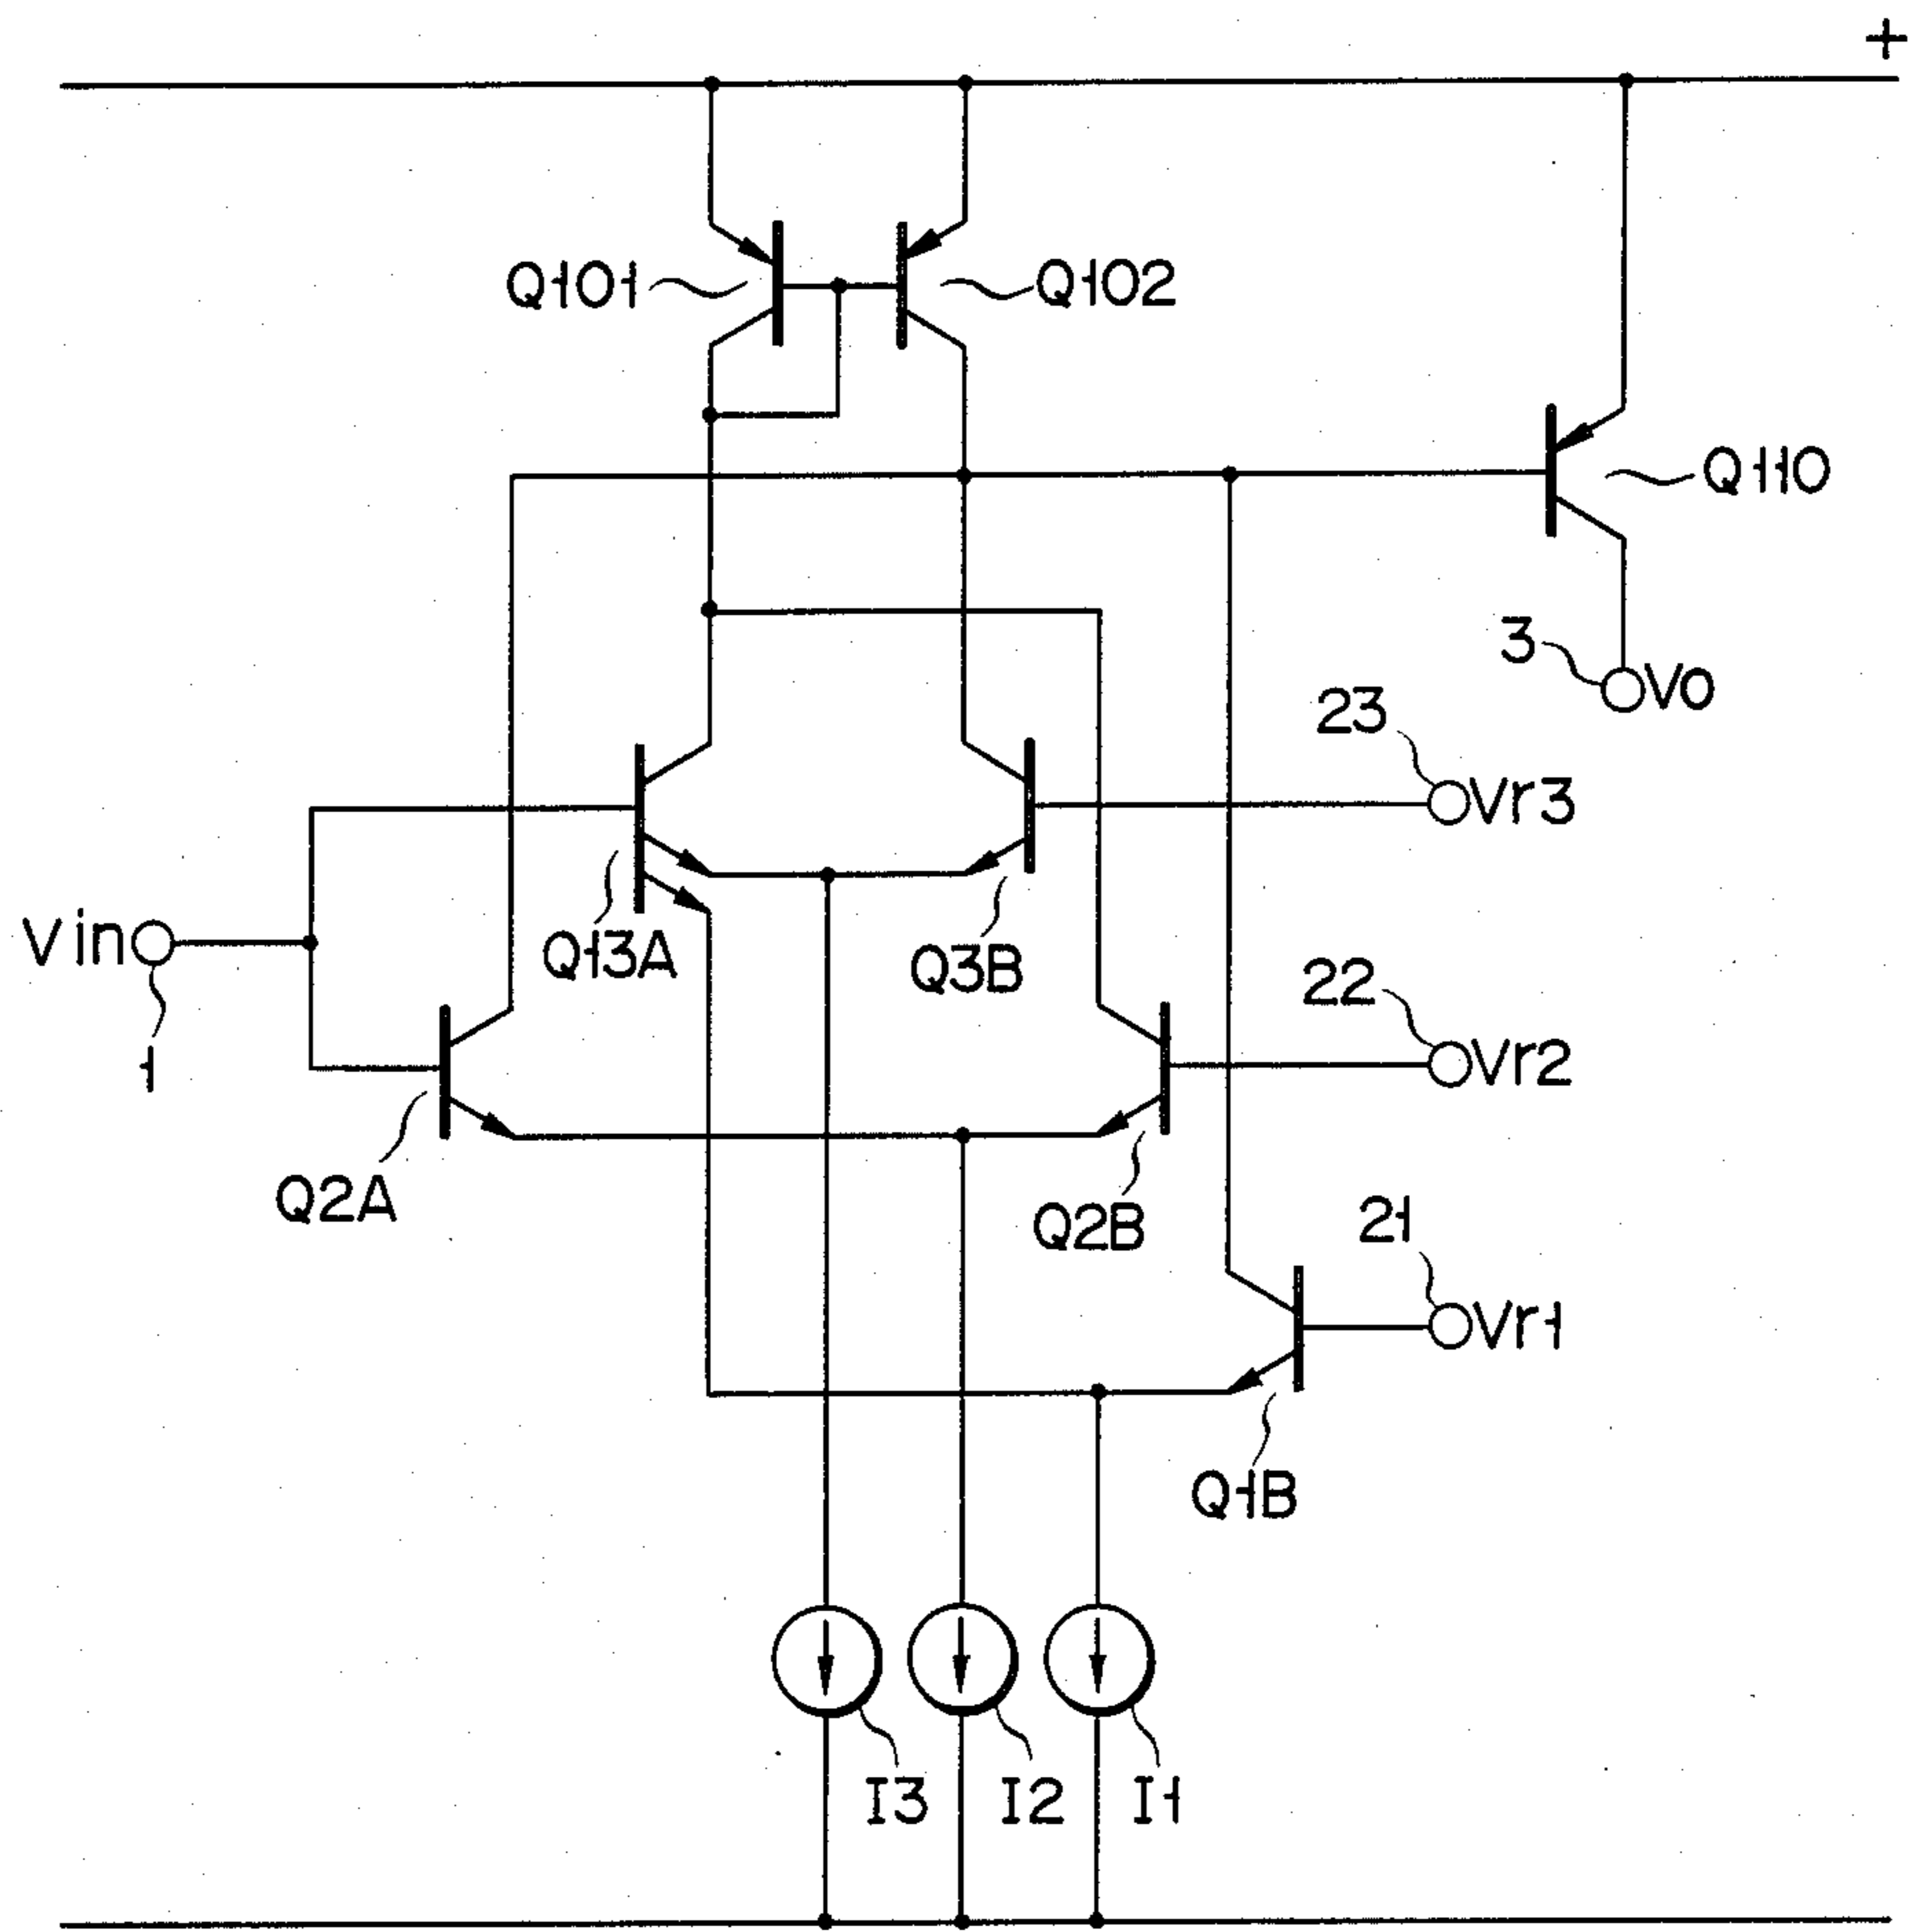 +
Q101
Q102
Q110
3
Vo
23
Vr3
Vin
Q13A
Q3B
22
1
Vr2
Q2A
Q2B
21
Vr1
Q1B
I3
I2
I1